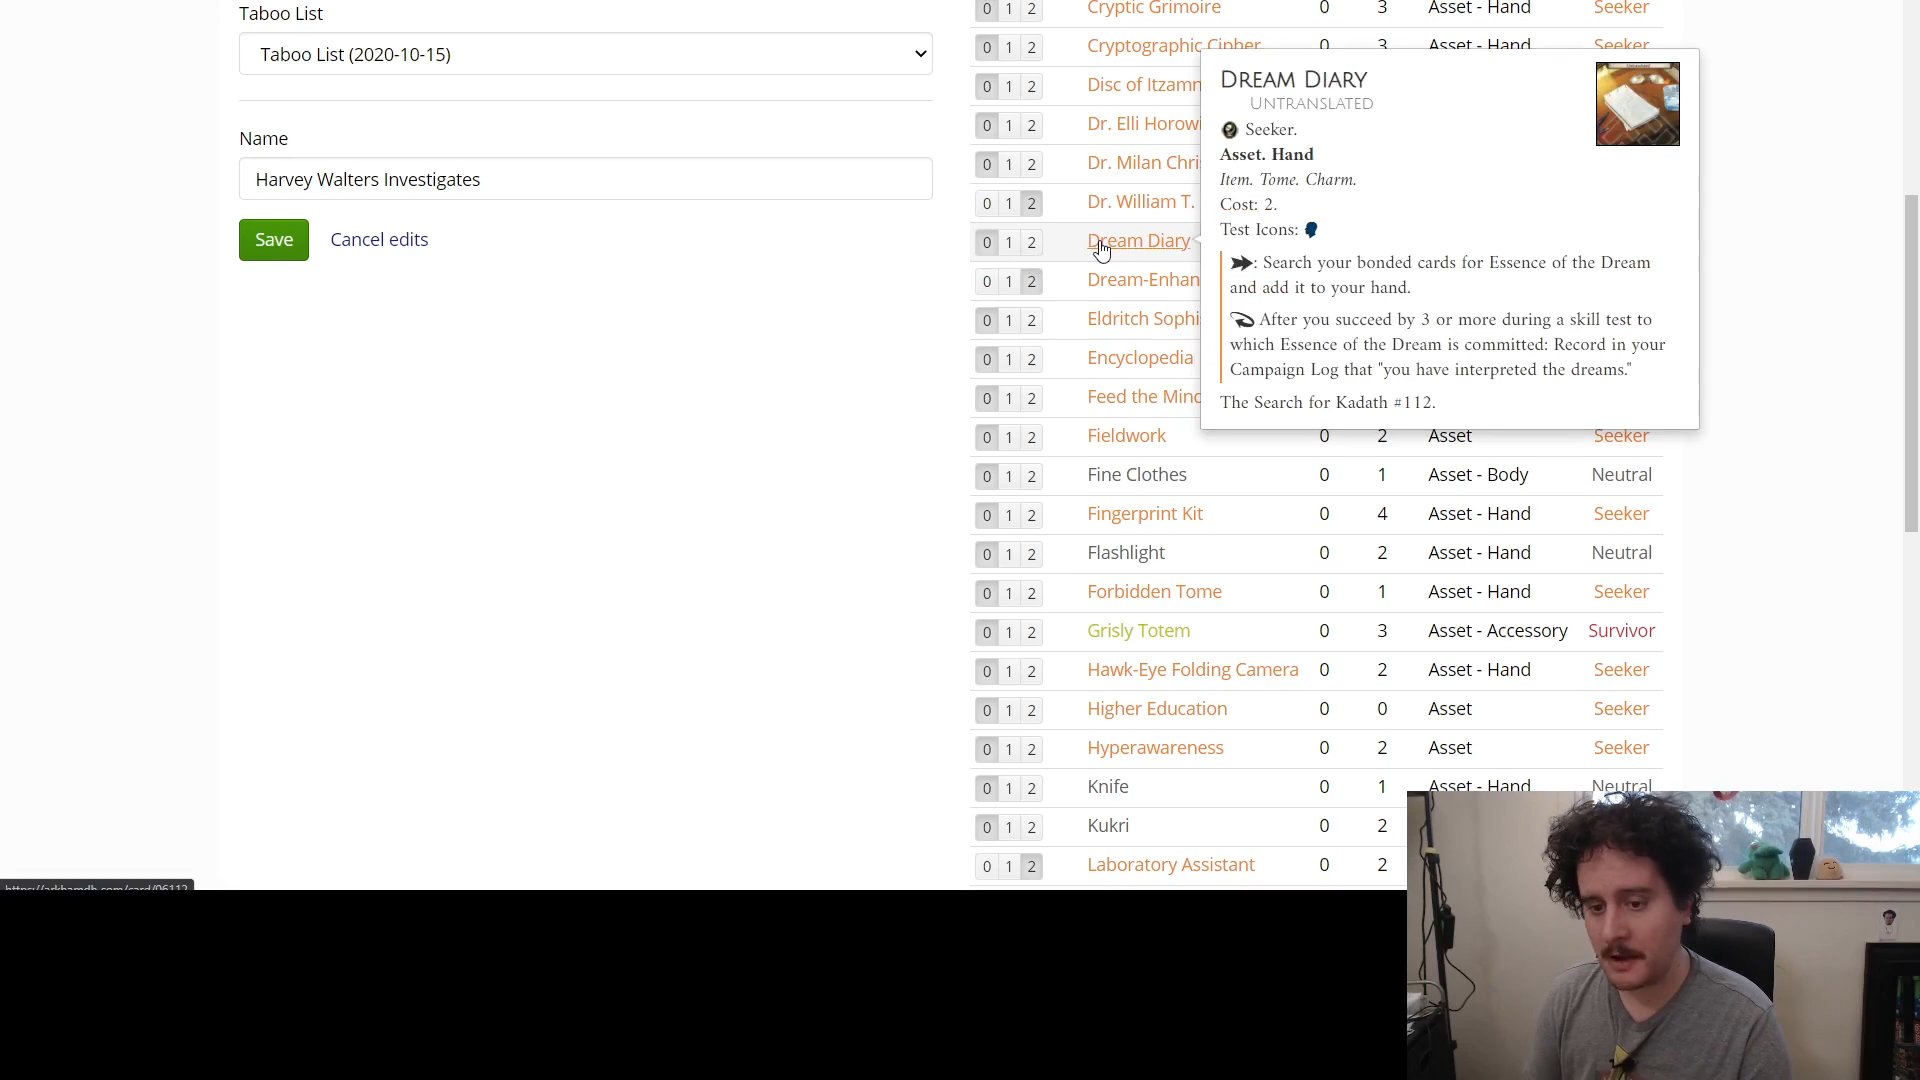 Taboo List
Taboo List (2020-10-15)
Name
Harvey Walters Investigates
Save Cancel edits
0 1 2 Cryptic Grimoire 0 3 Asset - Hand Seeker
0 1 2 Cryptographic Cipher 0 3 Asset - Hand Seeker
0 1 2 Disc of Itzamn
0 1 2 Dr. Elli Horowi
0 1 2 Dr. Milan Chri
0 1 2 Dr. William T.
0 1 2 Dream Diary
0 1 2 Dream-Enhan
0 1 2 Eldritch Sophi
0 1 2 Encyclopedia
0 1 2 Feed the Mind
0 1 2 Fieldwork 0 2 Asset Seeker
0 1 2 Fine Clothes 0 1 Asset - Body Neutral
0 1 2 Fingerprint Kit 0 4 Asset - Hand Seeker
0 1 2 Flashlight 0 2 Asset - Hand Neutral
0 1 2 Forbidden Tome 0 1 Asset - Hand Seeker
0 1 2 Grisly Totem 0 3 Asset - Accessory Survivor
0 1 2 Hawk-Eye Folding Camera 0 2 Asset - Hand Seeker
0 1 2 Higher Education 0 0 Asset Seeker
0 1 2 Hyperawareness 0 2 Asset Seeker
0 1 2 Knife 0 1 Asset - Hand Neutral
0 1 2 Kukri 0 2
0 1 2 Laboratory Assistant 0 2
DREAM DIARY
UNTRANSLATED
Seeker.
Asset. Hand
Item. Tome. Charm.
Cost: 2.
Test Icons:
: Search your bonded cards for Essence of the Dream
and add it to your hand.
After you succeed by 3 or more during a skill test to
which Essence of the Dream is committed: Record in your
Campaign Log that "you have interpreted the dreams."
The Search for Kadath #112.
https://arkhamdb.com/card/06112